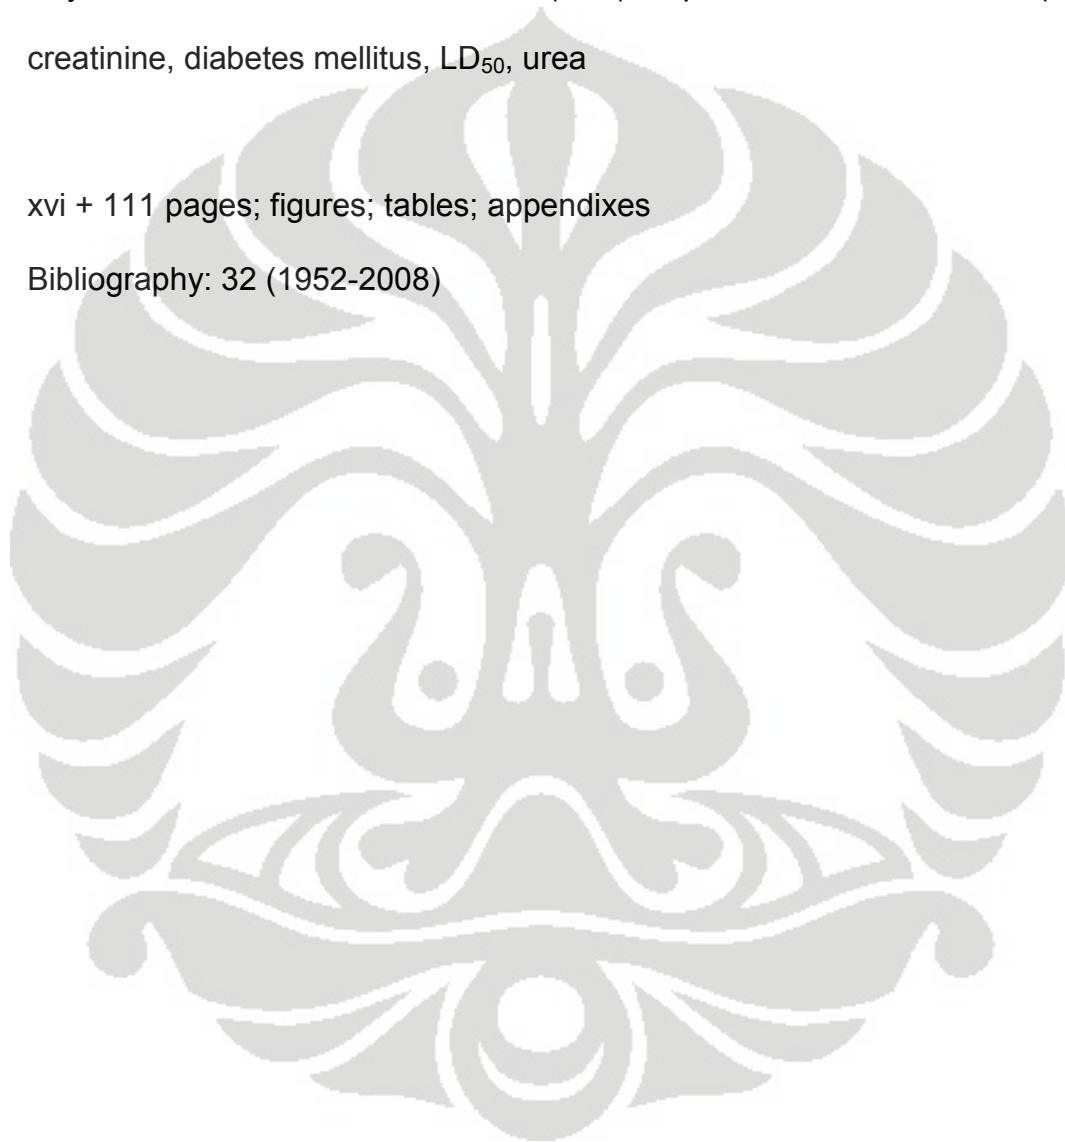 creatinine, diabetes mellitus, LD50, urea
xvi + 111 pages; figures; tables; appendixes
Bibliography: 32 (1952-2008)